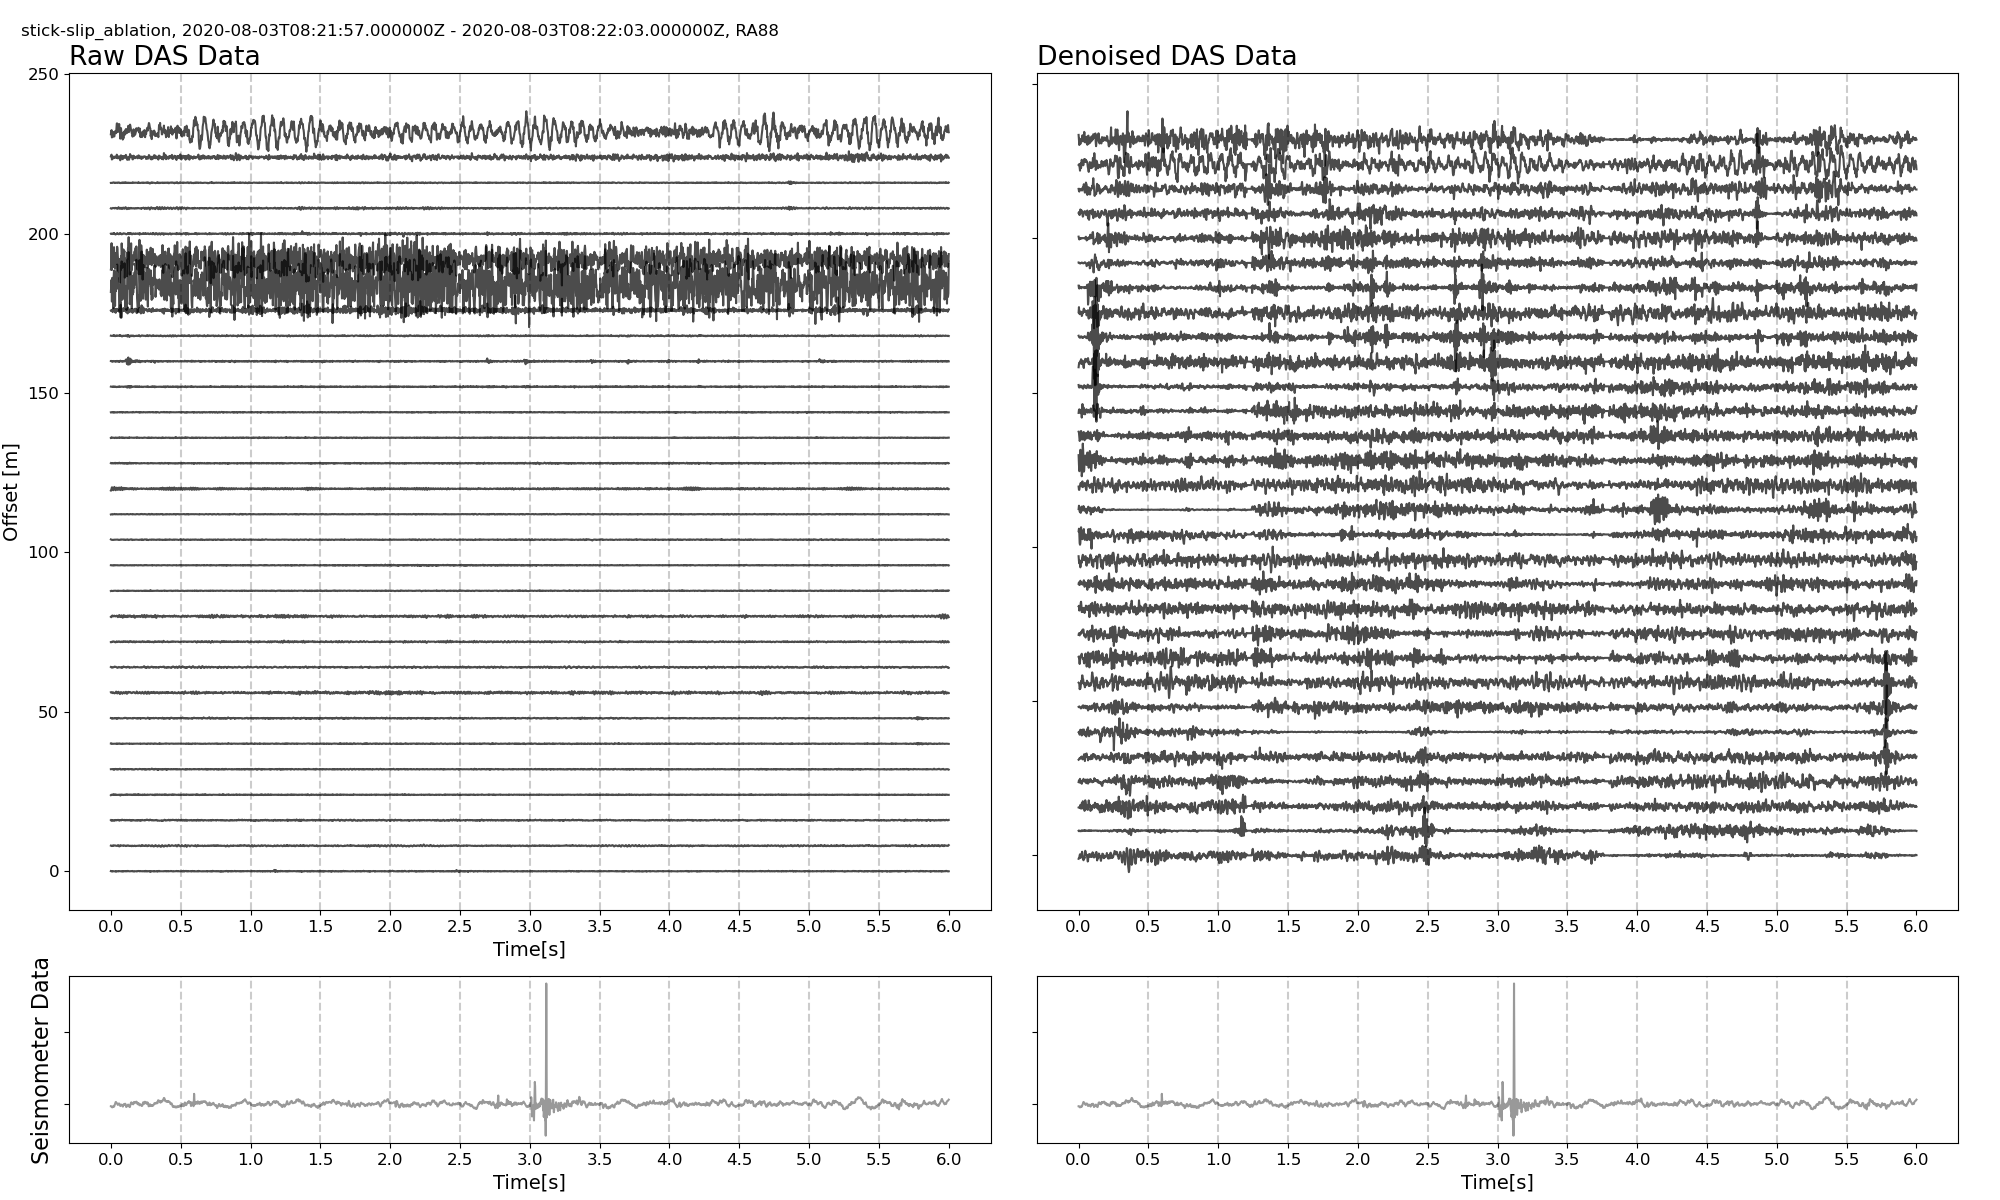 stick-slip_ablation, 2020-08-03T08:21:57.000000Z - 2020-08-03T08:22:03.000000Z, RA88
Raw DAS Data
Denoised DAS Data
250
200
150
100
50
0
Offset [m]
0.0 0.5 1.0 1.5 2.0 2.5 3.0 3.5 4.0 4.5 5.0 5.5 6.0
Time[s]
0.0 0.5 1.0 1.5 2.0 2.5 3.0 3.5 4.0 4.5 5.0 5.5 6.0
Seismometer Data
0.0 0.5 1.0 1.5 2.0 2.5 3.0 3.5 4.0 4.5 5.0 5.5 6.0
Time[s]
0.0 0.5 1.0 1.5 2.0 2.5 3.0 3.5 4.0 4.5 5.0 5.5 6.0
Time[s]